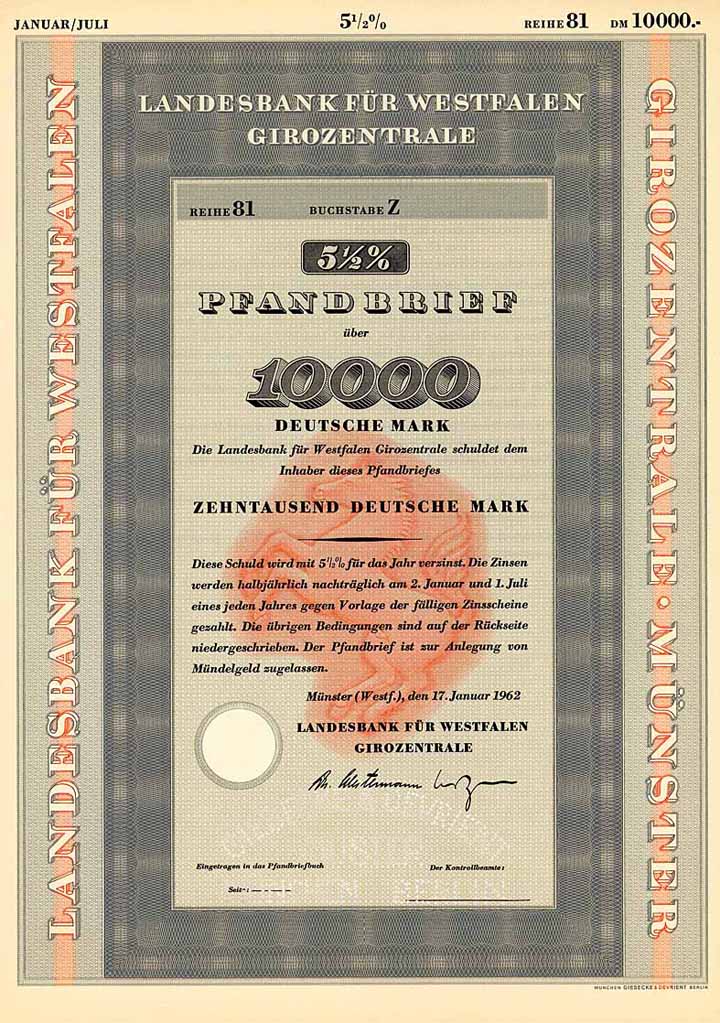 JANUAR/JULI 5½% REIHE 81 DM 10000.-
LANDESBANK FÜR WESTFALEN
GIROZENTRALE · MÜNSTER
LANDESBANK FÜR WESTFALEN
GIROZENTRALE
REIHE 81 BUCHSTABE Z
5½%
PFANDBRIEF
über
10000
DEUTSCHE MARK
Die Landesbank für Westfalen Girozentrale schuldet dem
Inhaber dieses Pfandbriefes
ZEHNTAUSEND DEUTSCHE MARK
Diese Schuld wird mit 5½% für das Jahr verzinst. Die Zinsen
werden halbjährlich nachträglich am 2. Januar und 1. Juli
eines jeden Jahres gegen Vorlage der fälligen Zinsscheine
gezahlt. Die übrigen Bedingungen sind auf der Rückseite
niedergeschrieben. Der Pfandbrief ist zur Anlegung von
Mündelgeld zugelassen.
Münster (Westf.), den 17. Januar 1962
LANDESBANK FÜR WESTFALEN
GIROZENTRALE
Eingetragen in das Pfandbriefbuch
Der Kontrollbeamte:
Seite:
MÜNCHEN GIESECKE & DEVRIENT BERLIN